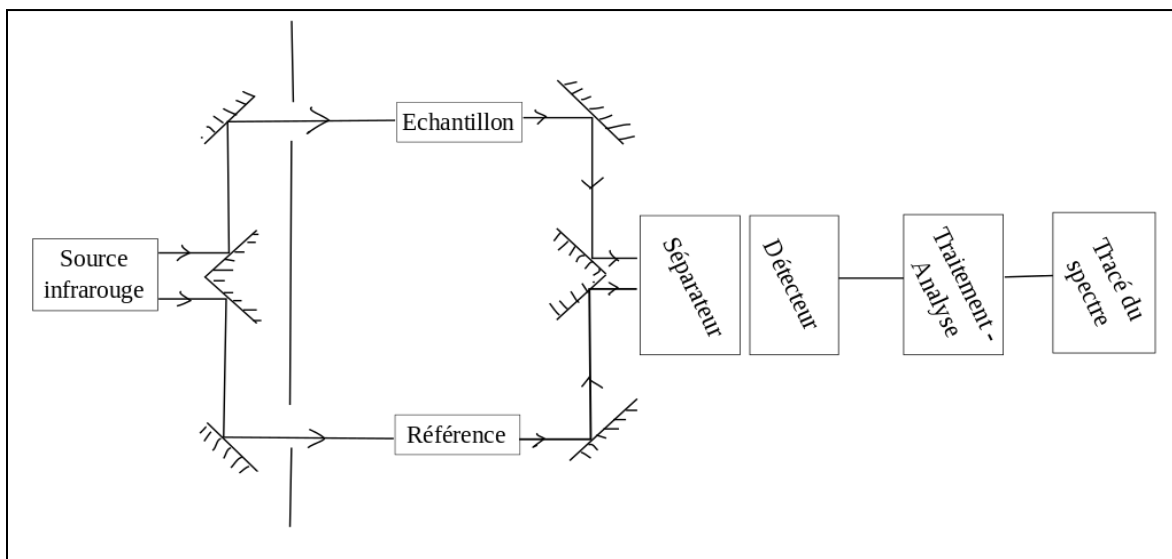 Echantillon
Source
infrarouge
Séparateur
Détecteur
Traitement -
Analyse
Tracé du
spectre
Référence